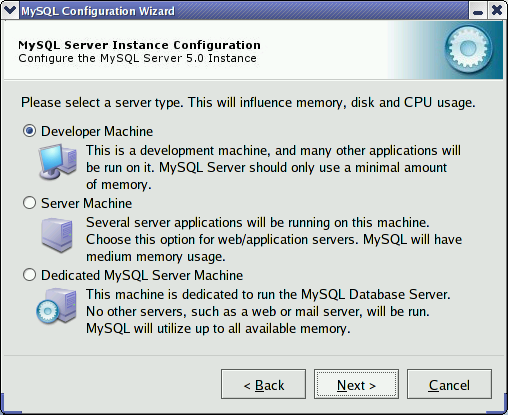 MySQL Configuration Wizard
MySQL Server Instance Configuration
Configure the MySQL Server 5.0 Instance
Please select a server type. This will influence memory, disk and CPU usage.
Developer Machine
This is a development machine, and many other applications will
be run on it. MySQL Server should only use a minimal amount
of memory.
Server Machine
Several server applications will be running on this machine.
Choose this option for web/application servers. MySQL will have
medium memory usage.
Dedicated MySQL Server Machine
This machine is dedicated to run the MySQL Database Server.
No other servers, such as a web or mail server, will be run.
MySQL will utilize up to all available memory.
< Back Next > Cancel